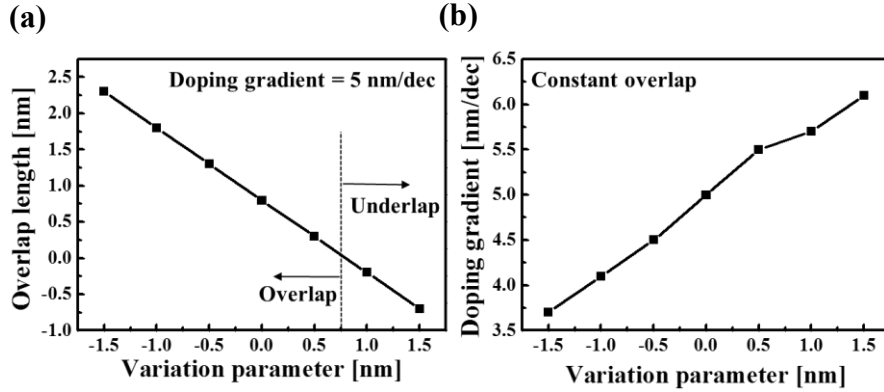 (a)
Doping gradient = 5 nm/dec
Overlap length [nm]
2.5
2.0
1.5
1.0
0.5
0.0
-0.5
-1.0
Underlap
Overlap
-1.5 -1.0 -0.5 0.0 0.5 1.0 1.5
Variation parameter [nm]
(b)
Constant overlap
Doping gradient [nm/dec]
6.5
6.0
5.5
5.0
4.5
4.0
3.5
-1.5 -1.0 -0.5 0.0 0.5 1.0 1.5
Variation parameter [nm]